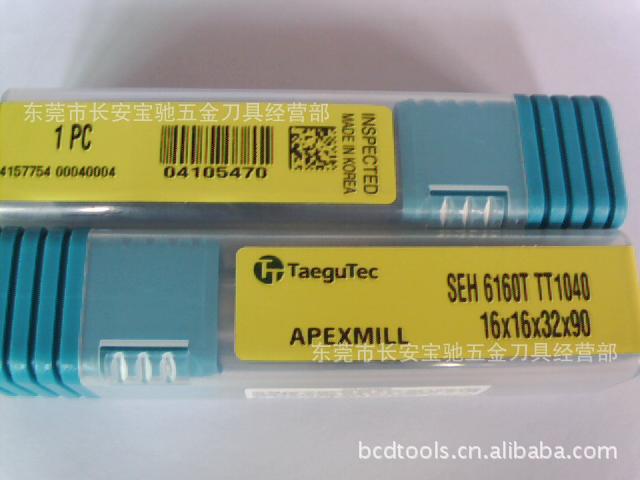 东莞市长安宝驰五金刀具经营部
1 PC
4157754 00040004
04105470
INSPECTED
MADE IN KOREA
TaeguTec
SEH 6160T TT1040
16x16x32x90
APEXMILL
东莞市长安宝驰五金刀具经营部
bcdtools.cn.alibaba.com